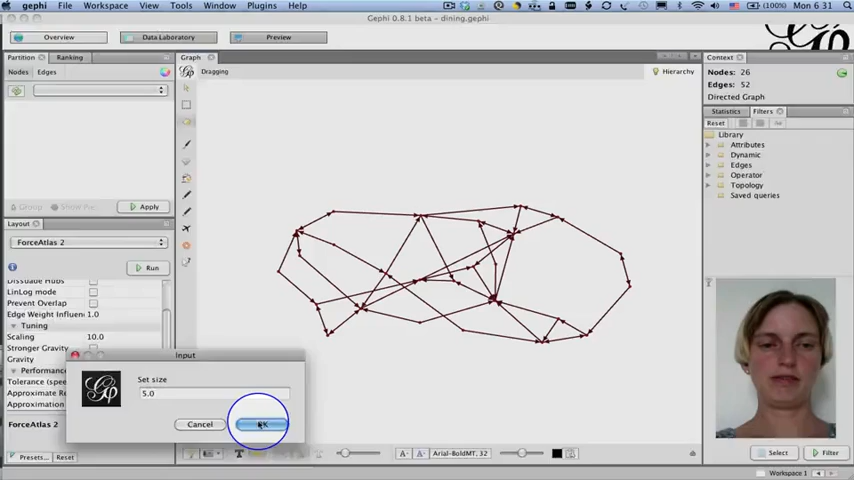 gephi File Workspace View Tools Window Plugins Help
(100%) Mon 6 31
Gephi 0.8.1 beta - dining.gephi
Overview
Data Laboratory
Preview
Partition
Ranking
Nodes Edges
Group
Apply
Layout
ForceAtlas 2
Run
Dissuade Hubs
LinLog mode
Prevent Overlap
Edge Weight Influen 1.0
Tuning
Scaling 10.0
Stronger Gravity
Gravity
Performance
Tolerance (speed
Approximate Re
Approximation
ForceAtlas 2
Presets...
Reset
Graph
Dragging
Hierarchy
Input
Set size
5.0
Cancel
OK
Arial-BoldMT, 32
Context
Nodes: 26
Edges: 52
Directed Graph
Statistics
Filters
Reset
Library
Attributes
Dynamic
Edges
Operator
Topology
Saved queries
Select
Filter
Workspace 1